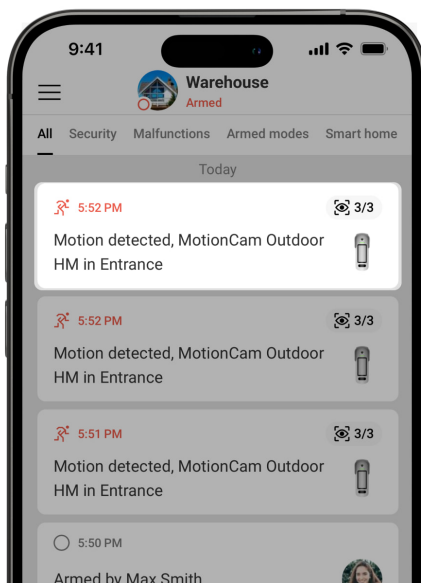 9:41
Warehouse
Armed
All Security Malfunctions Armed modes Smart home
Today
5:52 PM 3/3
Motion detected, MotionCam Outdoor
HM in Entrance
5:52 PM 3/3
Motion detected, MotionCam Outdoor
HM in Entrance
5:51 PM 3/3
Motion detected, MotionCam Outdoor
HM in Entrance
5:50 PM
Armed by Max Smith